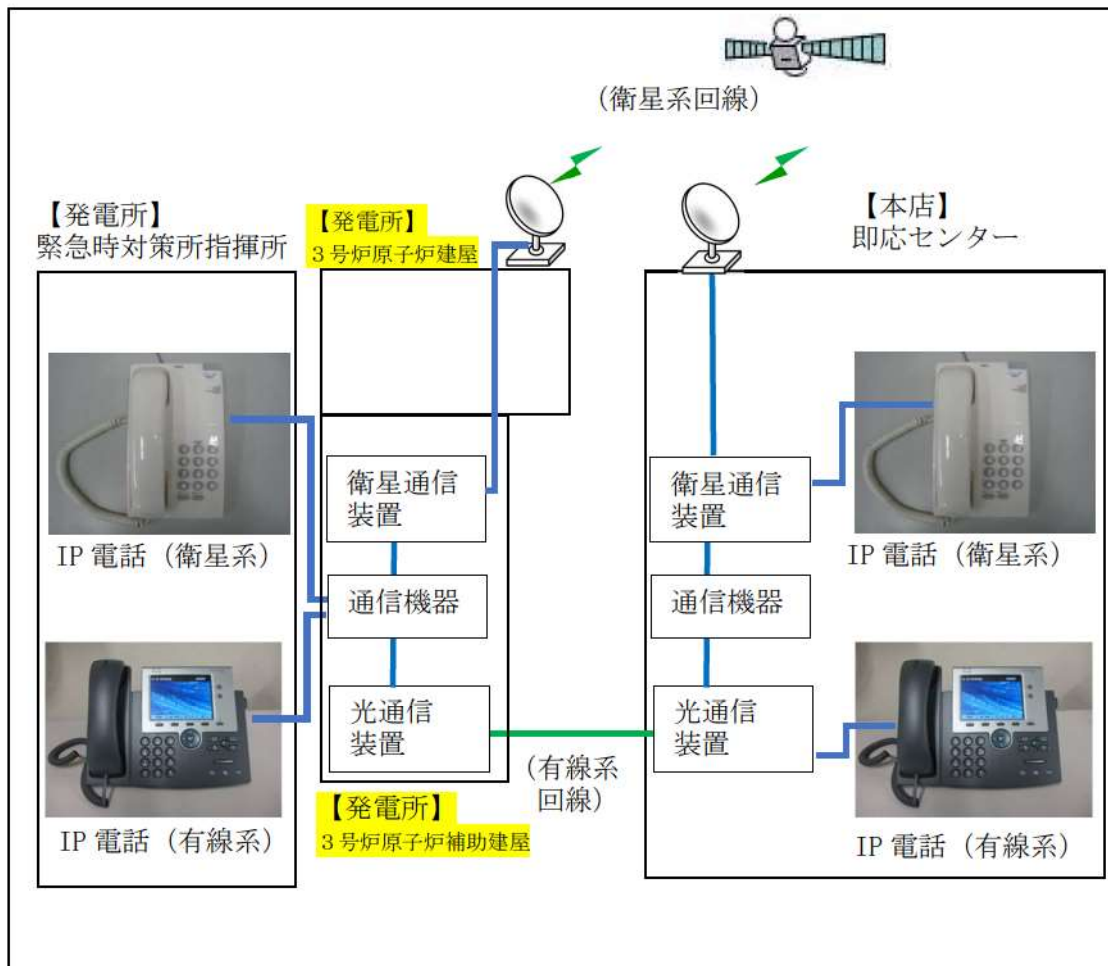 （衛星系回線）
【発電所】
緊急時対策所指揮所
【発電所】
３号炉原子炉建屋
【本店】
即応センター
IP 電話（衛星系）
衛星通信
装置
通信機器
光通信
装置
IP 電話（有線系）
【発電所】
３号炉原子炉補助建屋
（有線系
回線）
衛星通信
装置
通信機器
光通信
装置
IP 電話（衛星系）
IP 電話（有線系）